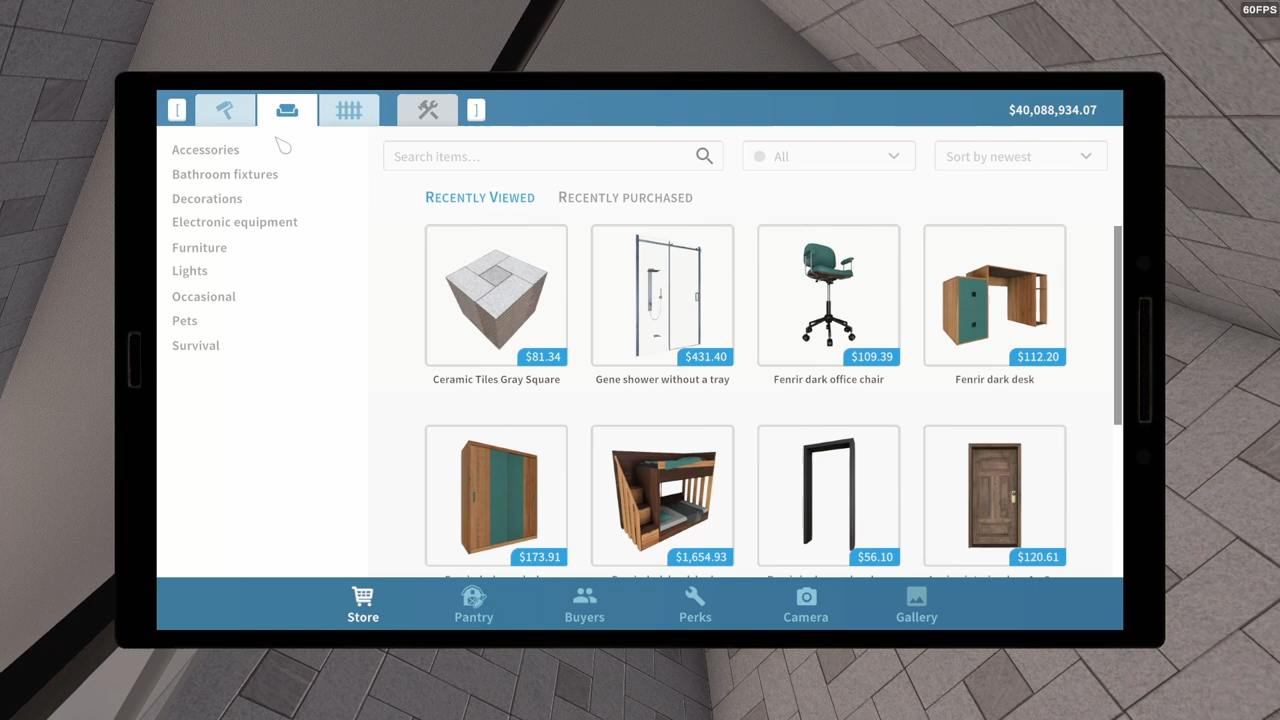 60FPS
[
]
$40,088,934.07
Accessories
Bathroom fixtures
Decorations
Electronic equipment
Furniture
Lights
Occasional
Pets
Survival
Search items...
All
Sort by newest
RECENTLY VIEWED
RECENTLY PURCHASED
$81.34
$431.40
$109.39
$112.20
Ceramic Tiles Gray Square
Gene shower without a tray
Fenrir dark office chair
Fenrir dark desk
$173.91
$1,654.93
$56.10
$120.61
Store
Pantry
Buyers
Perks
Camera
Gallery